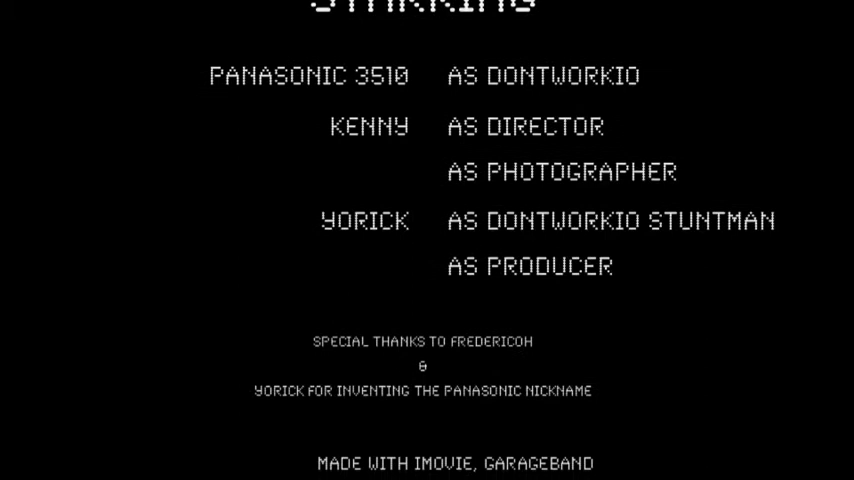 STARRING
PANASONIC 3510 AS DONTWORKIO
KENNY AS DIRECTOR
AS PHOTOGRAPHER
YORICK AS DONTWORKIO STUNTMAN
AS PRODUCER
SPECIAL THANKS TO FREDERICOH
&
YORICK FOR INVENTING THE PANASONIC NICKNAME
MADE WITH IMOVIE, GARAGEBAND